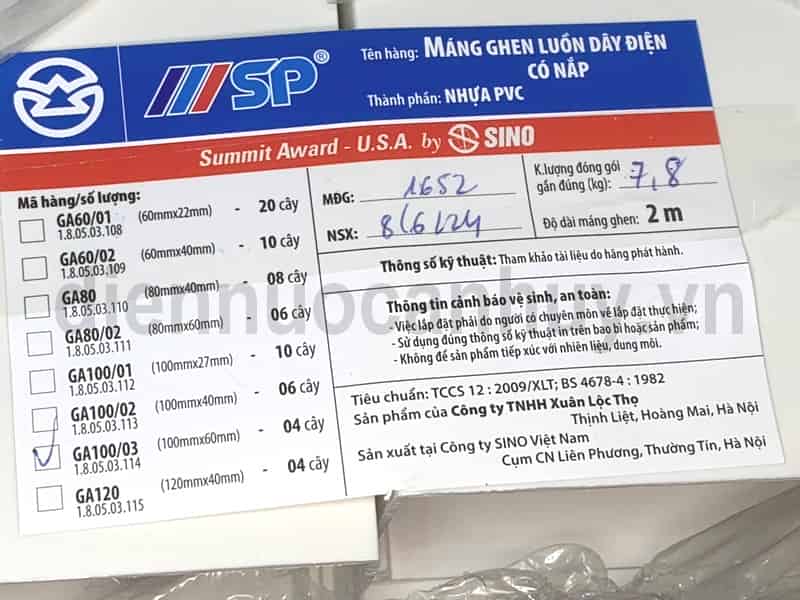 SP®
Tên hàng: MÁNG GHEN LUỒN DÂY ĐIỆN
CÓ NẮP
Thành phần: NHỰA PVC
Summit Award - U.S.A. by SINO
Mã hàng/số lượng:
GA60/01 (60mmx22mm) - 20 cây
1.8.05.03.108
GA60/02 (60mmx40mm) - 10 cây
1.8.05.03.109
GA80 (80mmx40mm) - 08 cây
1.8.05.03.110
GA80/02 (80mmx60mm) - 06 cây
1.8.05.03.111
GA100/01 (100mmx27mm) - 10 cây
1.8.05.03.112
GA100/02 (100mmx40mm) - 06 cây
1.8.05.03.113
GA100/03 (100mmx60mm) - 04 cây
1.8.05.03.114
GA120 (120mmx40mm) - 04 cây
1.8.05.03.115
MĐG: 1652
NSX: 8/6/24
K.lượng đóng gói
gần đúng (kg): 7,8
Độ dài máng ghen: 2 m
Thông số kỹ thuật: Tham khảo tài liệu do hãng phát hành.
Thông tin cảnh báo vệ sinh, an toàn:
- Việc lắp đặt phải do người có chuyên môn về lắp đặt thực hiện;
- Sử dụng đúng thông số kỹ thuật in trên bao bì hoặc sản phẩm;
- Không để sản phẩm tiếp xúc với nhiên liệu, dung môi.
Tiêu chuẩn: TCCS 12 : 2009/XLT; BS 4678-4 : 1982
Sản phẩm của Công ty TNHH Xuân Lộc Thọ
Thịnh Liệt, Hoàng Mai, Hà Nội
Sản xuất tại Công ty SINO Việt Nam
Cụm CN Liên Phương, Thường Tín, Hà Nội
diennuocanhuy.vn